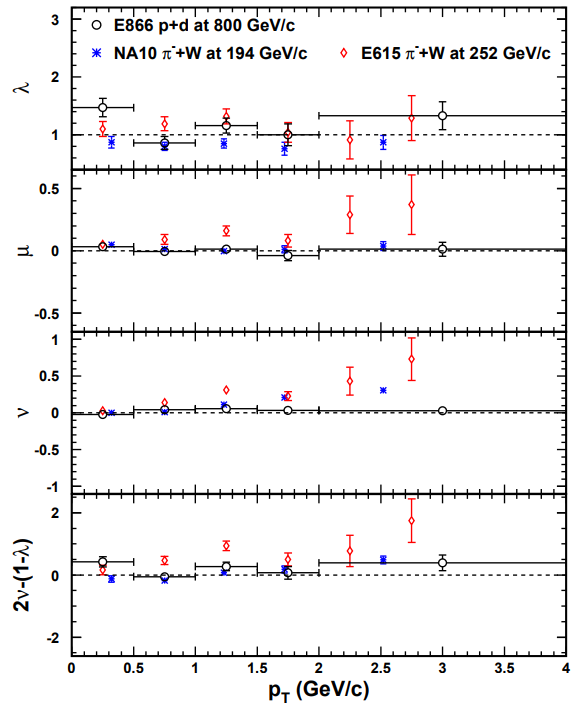 E866 p+d at 800 GeV/c
NA10 π⁻+W at 194 GeV/c E615 π⁻+W at 252 GeV/c
3
2
1
λ
0.5
0
-0.5
μ
1
0.5
0
-0.5
-1
ν
2
0
-2
2ν-(1-λ)
0 0.5 1 1.5 2 2.5 3 3.5 4
p_T (GeV/c)